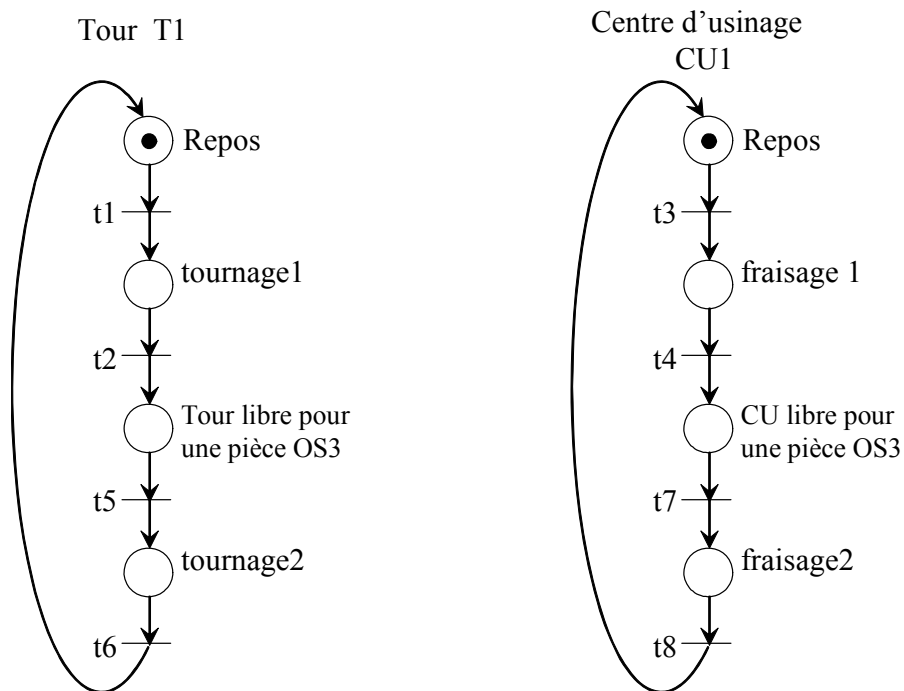 Tour T1
Repos
t1
tournage1
t2
Tour libre pour
une pièce OS3
t5
tournage2
t6
Centre d’usinage
CU1
Repos
t3
fraisage 1
t4
CU libre pour
une pièce OS3
t7
fraisage2
t8